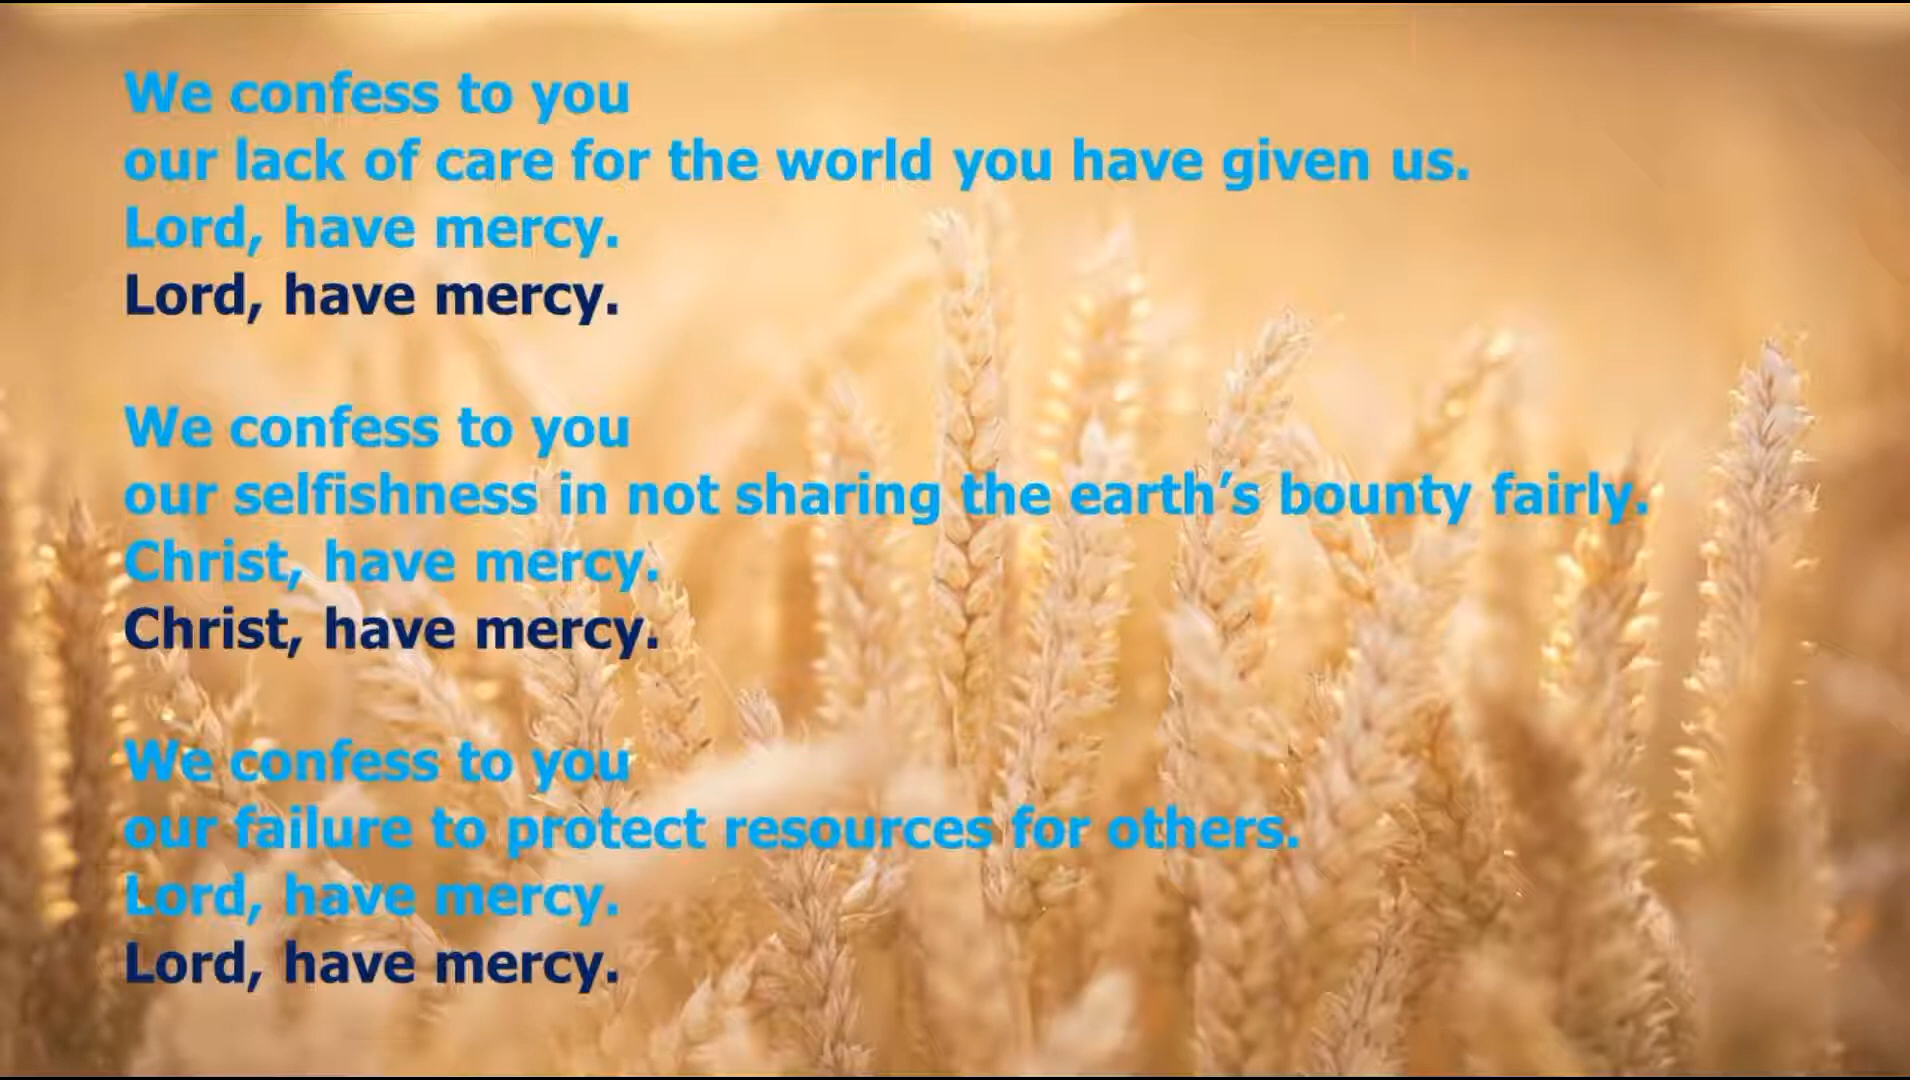 We confess to you
our lack of care for the world you have given us.
Lord, have mercy.
Lord, have mercy.
We confess to you
our selfishness in not sharing the earth’s bounty fairly.
Christ, have mercy.
Christ, have mercy.
We confess to you
our failure to protect resources for others.
Lord, have mercy.
Lord, have mercy.